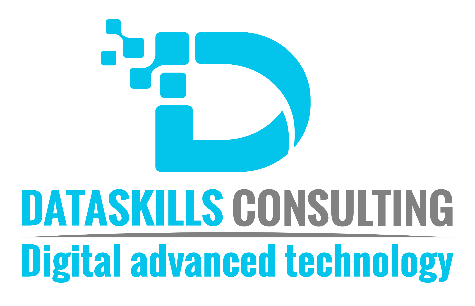 DATASKILLS CONSULTING
Digital advanced technology